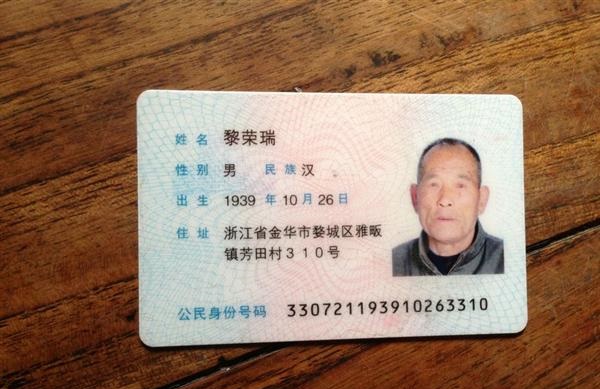 姓名 黎荣瑞
性别 男 民族 汉
出生 1939 年 10 月 26 日
住址 浙江省金华市婺城区雅畈
镇芳田村３１０号
公民身份号码 330721193910263310